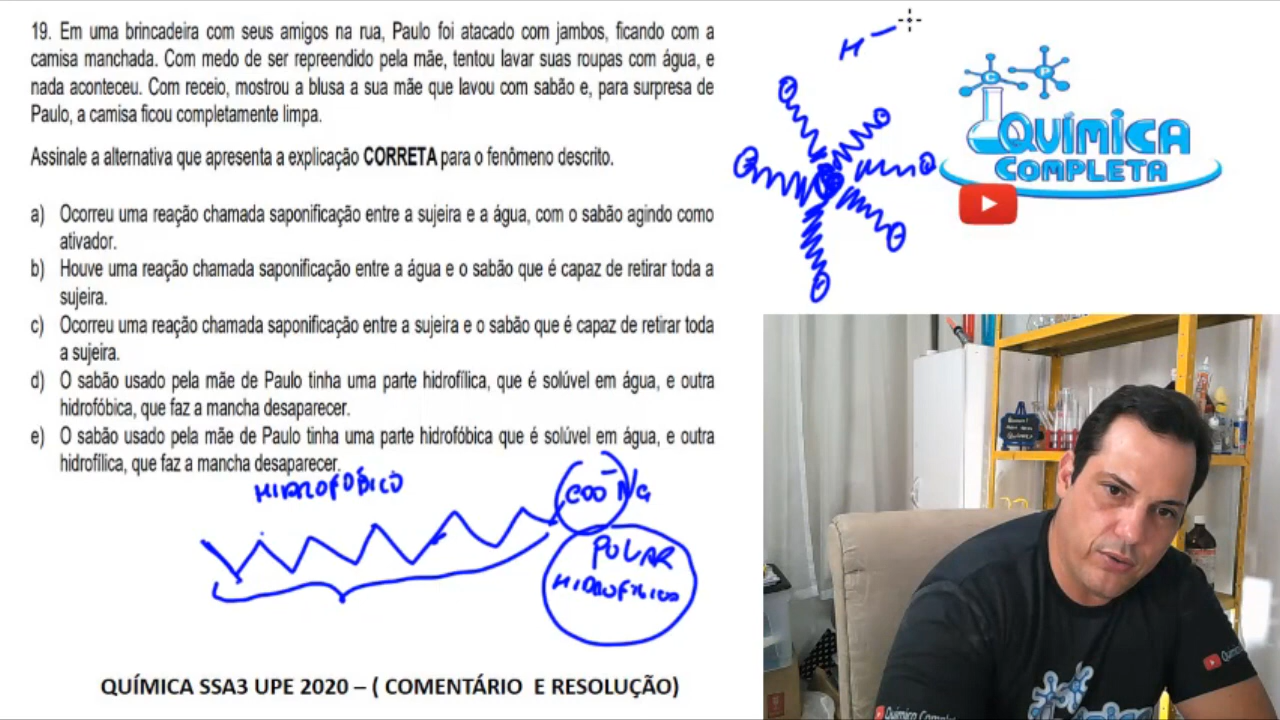 19. Em uma brincadeira com seus amigos na rua, Paulo foi atacado com jambos, ficando com a
camisa manchada. Com medo de ser repreendido pela mãe, tentou lavar suas roupas com água, e
nada aconteceu. Com receio, mostrou a blusa a sua mãe que lavou com sabão e, para surpresa de
Paulo, a camisa ficou completamente limpa.
Assinale a alternativa que apresenta a explicação CORRETA para o fenômeno descrito.
a) Ocorreu uma reação chamada saponificação entre a sujeira e a água, com o sabão agindo como
ativador.
b) Houve uma reação chamada saponificação entre a água e o sabão que é capaz de retirar toda a
sujeira.
c) Ocorreu uma reação chamada saponificação entre a sujeira e o sabão que é capaz de retirar toda
a sujeira.
d) O sabão usado pela mãe de Paulo tinha uma parte hidrofílica, que é solúvel em água, e outra
hidrofóbica, que faz a mancha desaparecer.
e) O sabão usado pela mãe de Paulo tinha uma parte hidrofóbica que é solúvel em água, e outra
hidrofílica, que faz a mancha desaparecer.
HIDROFÓBICO
COO⁻Na
POLAR
HIDROFÍLICO
QUÍMICA SSA3 UPE 2020 – ( COMENTÁRIO E RESOLUÇÃO)
H
C P
QUÍMICA
COMPLETA
Química Comple